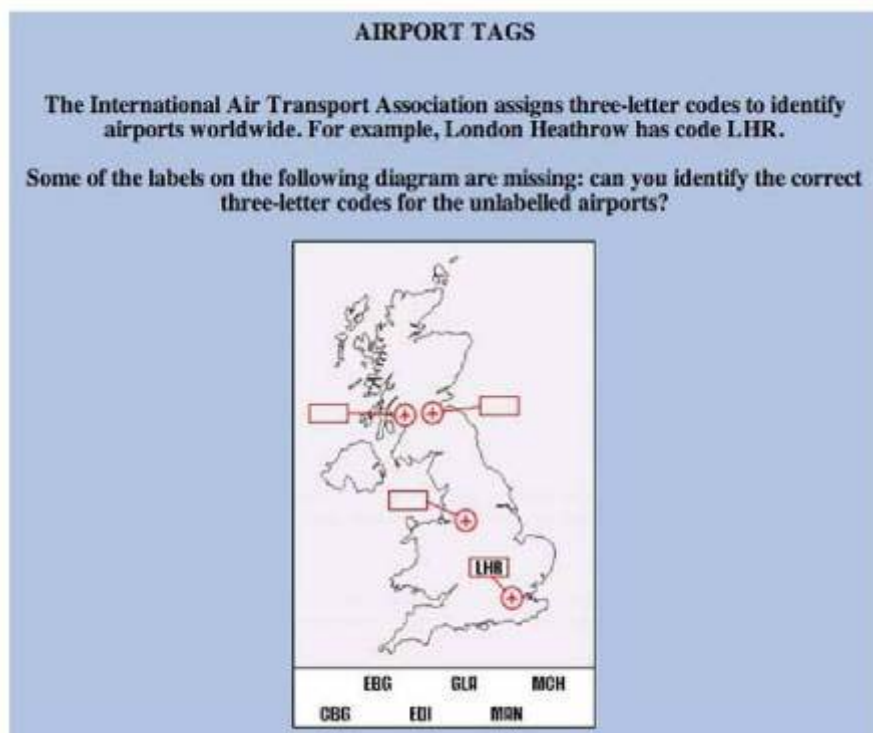 AIRPORT TAGS
The International Air Transport Association assigns three-letter codes to identify
airports worldwide. For example, London Heathrow has code LHR.
Some of the labels on the following diagram are missing: can you identify the correct
three-letter codes for the unlabelled airports?
LHR
EBG GLA MCH
CBG EDI MAN